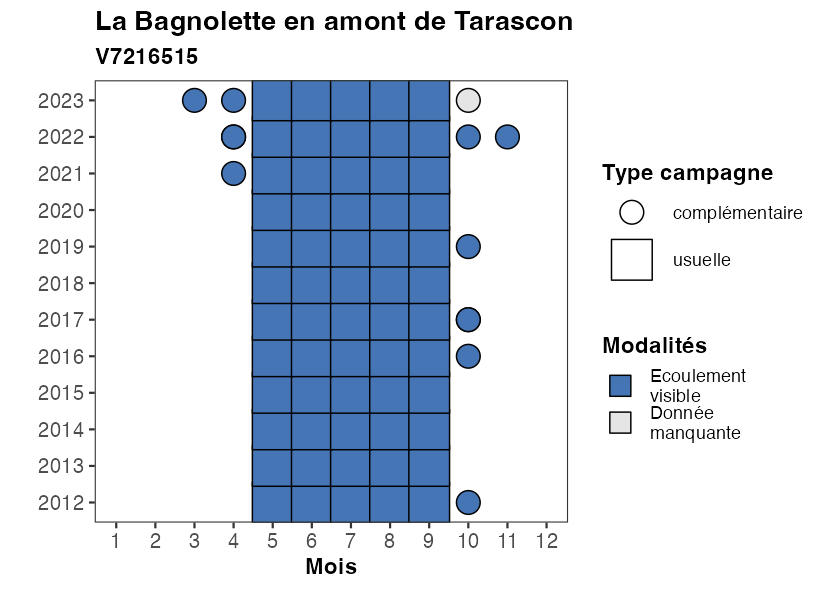 La Bagnolette en amont de Tarascon
V7216515
2023
2022
2021
2020
2019
2018
2017
2016
2015
2014
2013
2012
1 2 3 4 5 6 7 8 9 10 11 12
Mois
Type campagne
complémentaire
usuelle
Modalités
Ecoulement
visible
Donnée
manquante